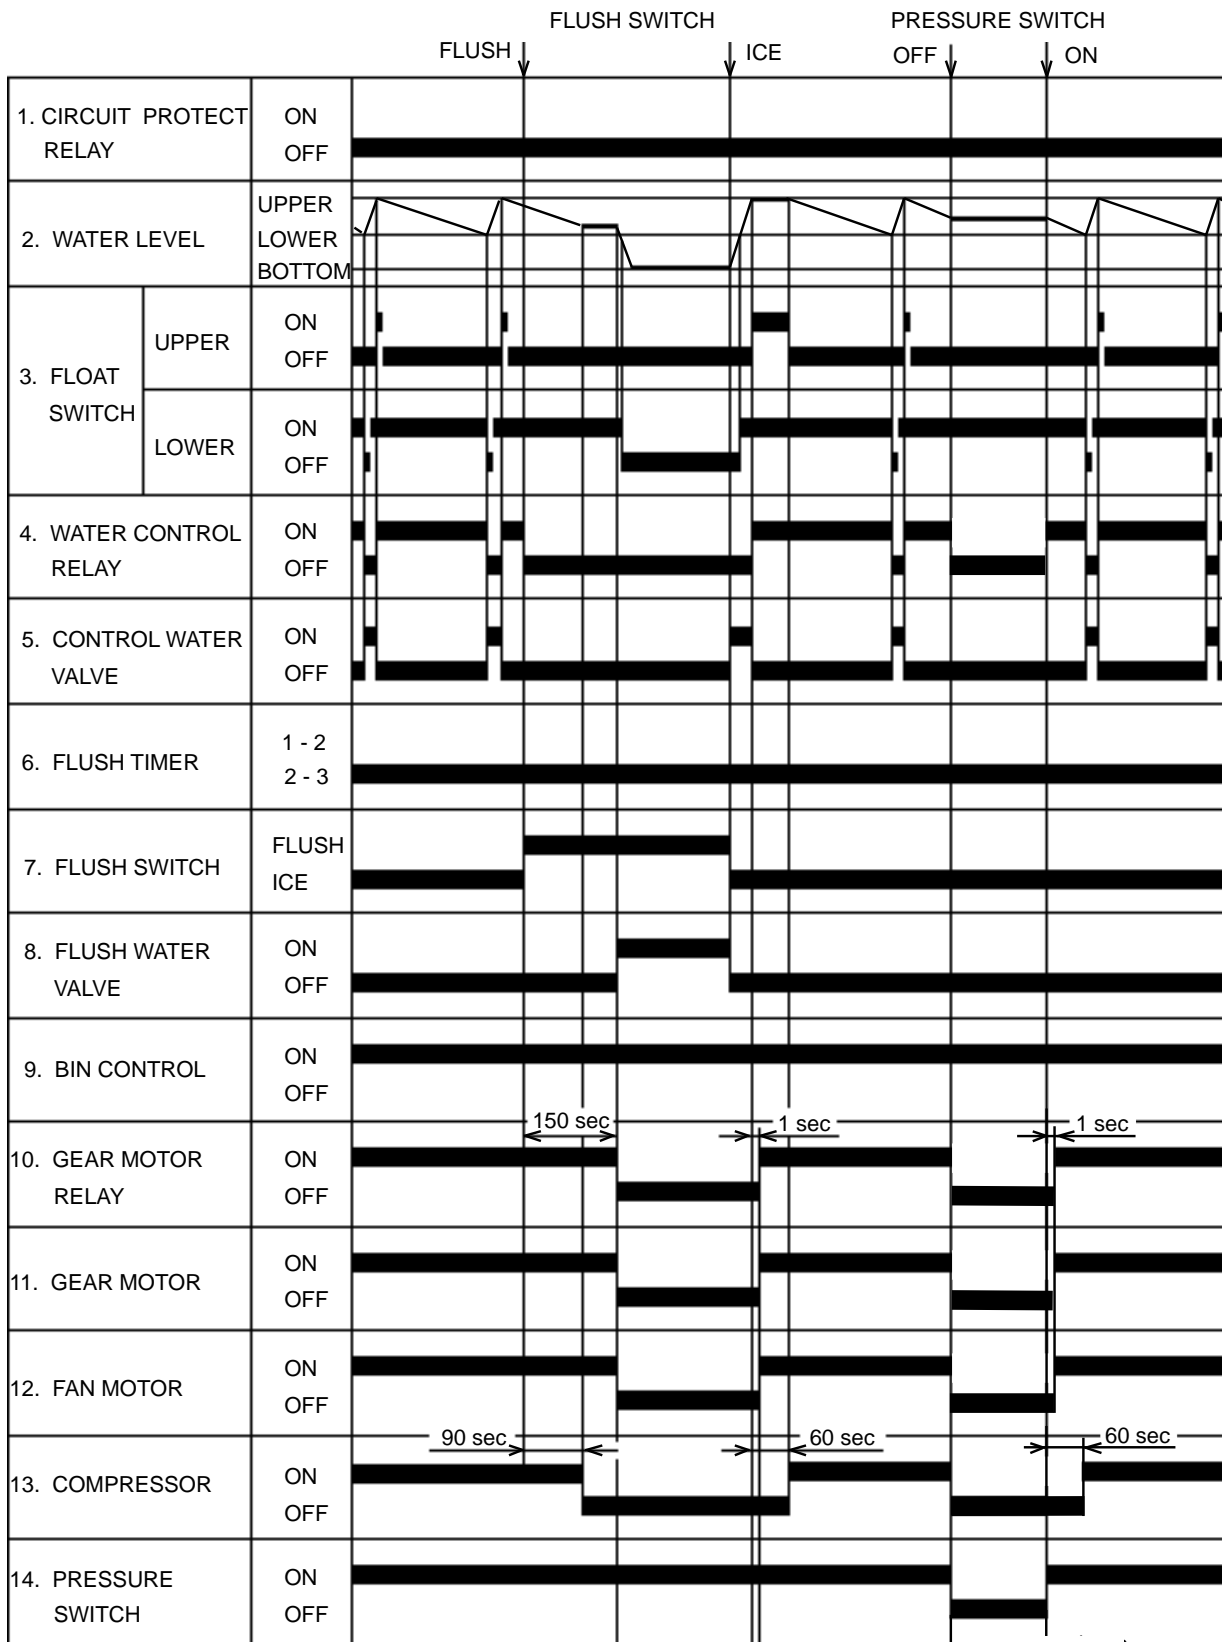 FLUSH SWITCH PRESSURE SWITCH
FLUSH ICE OFF ON
1. CIRCUIT PROTECT
RELAY
ON
OFF
2. WATER LEVEL
UPPER
LOWER
BOTTOM
3. FLOAT
SWITCH
UPPER
ON
OFF
LOWER
ON
OFF
4. WATER CONTROL
RELAY
ON
OFF
5. CONTROL WATER
VALVE
ON
OFF
6. FLUSH TIMER
1 - 2
2 - 3
7. FLUSH SWITCH
FLUSH
ICE
8. FLUSH WATER
VALVE
ON
OFF
9. BIN CONTROL
ON
OFF
150 sec 1 sec 1 sec
10. GEAR MOTOR
RELAY
ON
OFF
11. GEAR MOTOR
ON
OFF
12. FAN MOTOR
ON
OFF
90 sec 60 sec 60 sec
13. COMPRESSOR
ON
OFF
14. PRESSURE
SWITCH
ON
OFF